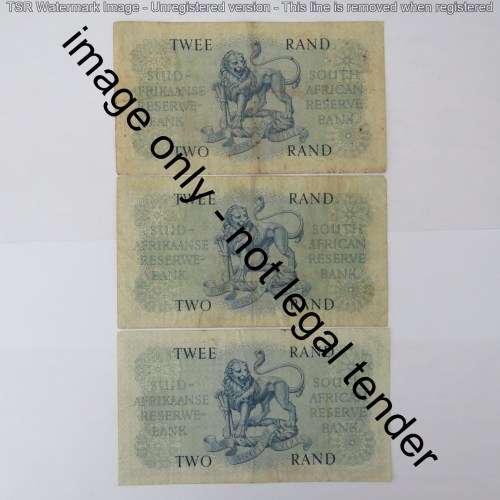 TSR Watermark Image - Unregistered version - This line is removed when registered
TWEE RAND
SUID- SOUTH
AFRIKAANSE AFRICAN
RESERWE- RESERVE
BANK BANK
TWO RAND
TWEE RAND
SUID- SOUTH
AFRIKAANSE AFRICAN
RESERWE- RESERVE
BANK BANK
TWO RAND
TWEE RAND
SUID- SOUTH
AFRIKAANSE AFRICAN
RESERWE- RESERVE
BANK BANK
TWO RAND
image only - not legal tender